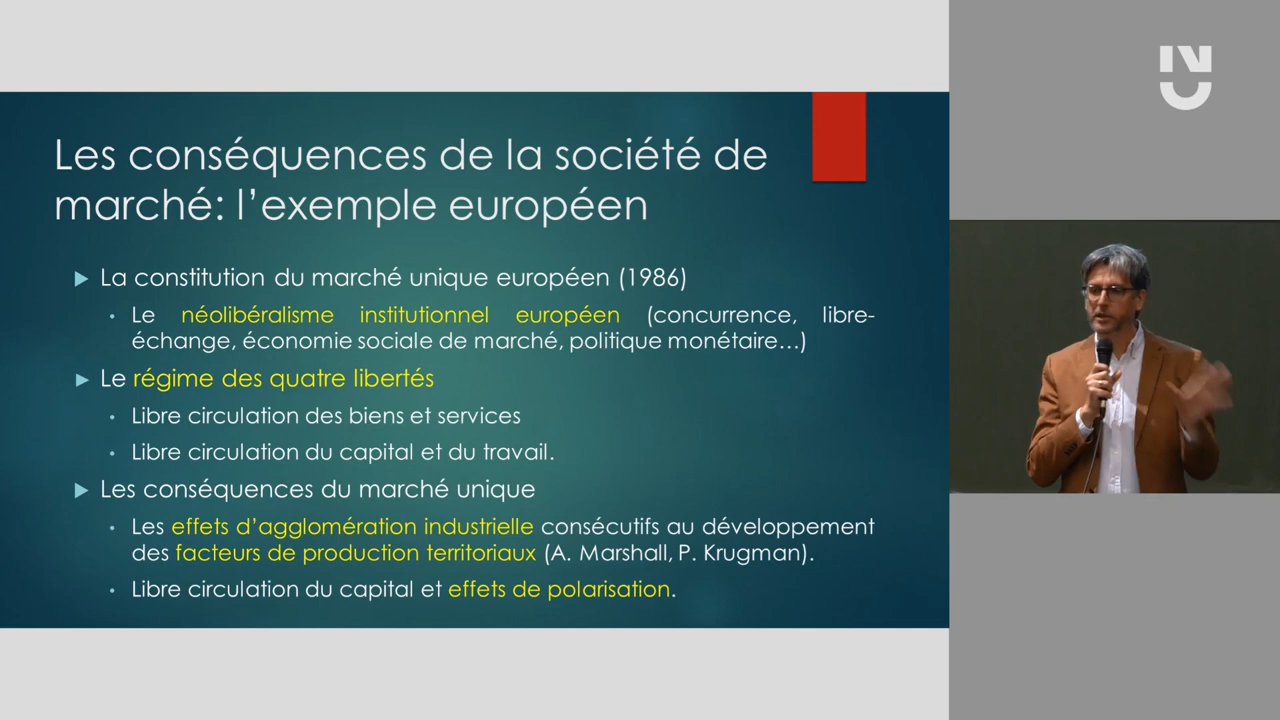 Les conséquences de la société de
marché: l’exemple européen
La constitution du marché unique européen (1986)
Le néolibéralisme institutionnel européen (concurrence, libre-
échange, économie sociale de marché, politique monétaire…)
Le régime des quatre libertés
Libre circulation des biens et services
Libre circulation du capital et du travail.
Les conséquences du marché unique
Les effets d’agglomération industrielle consécutifs au développement
des facteurs de production territoriaux (A. Marshall, P. Krugman).
Libre circulation du capital et effets de polarisation.
NU